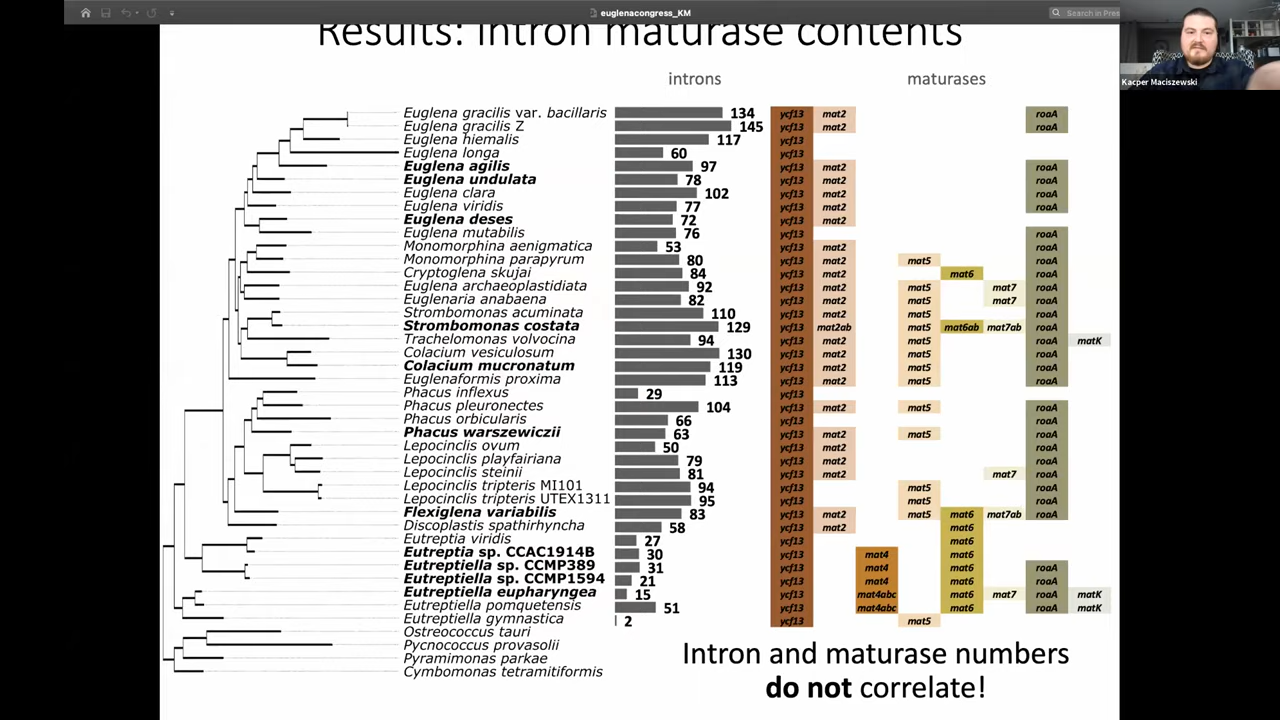 euglenacongress_KM
Search in Pres
Kacper Maciszewski
Results: Intron maturase contents
introns maturases
Euglena gracilis var. bacillaris 134 ycf13 mat2 roaA
Euglena gracilis Z 145 ycf13 mat2 roaA
Euglena hiemalis 117 ycf13
Euglena longa 60 ycf13
Euglena agilis 97 ycf13 mat2 roaA
Euglena undulata 78 ycf13 mat2 roaA
Euglena clara 102 ycf13 mat2 roaA
Euglena viridis 77 ycf13 mat2 roaA
Euglena deses 72 ycf13 mat2
Euglena mutabilis 76 ycf13 roaA
Monomorphina aenigmatica 53 ycf13 mat2 roaA
Monomorphina parapyrum 80 ycf13 mat2 mat5 roaA
Cryptoglena skujai 84 ycf13 mat2 mat6 roaA
Euglena archaeoplastidiata 92 ycf13 mat2 mat5 mat7 roaA
Euglenaria anabaena 82 ycf13 mat2 mat5 mat7 roaA
Strombomonas acuminata 110 ycf13 mat2 mat5 roaA
Strombomonas costata 129 ycf13 mat2ab mat5 mat6ab mat7ab roaA
Trachelomonas volvocina 94 ycf13 mat2 mat5 roaA matK
Colacium vesiculosum 130 ycf13 mat2 mat5 roaA
Colacium mucronatum 119 ycf13 mat2 mat5 roaA
Euglenaformis proxima 113 ycf13 mat2 mat5 roaA
Phacus inflexus 29 ycf13
Phacus pleuronectes 104 ycf13 mat2 mat5 roaA
Phacus orbicularis 66 ycf13 roaA
Phacus warszewiczii 63 ycf13 mat2 mat5 roaA
Lepocinclis ovum 50 ycf13 mat2 roaA
Lepocinclis playfairiana 79 ycf13 mat2 roaA
Lepocinclis steinii 81 ycf13 mat2 mat7 roaA
Lepocinclis tripteris MI101 94 ycf13 mat5 roaA
Lepocinclis tripteris UTEX1311 95 ycf13 mat5 roaA
Flexiglena variabilis 83 ycf13 mat2 mat5 mat6 mat7ab roaA
Discoplastis spathirhyncha 58 ycf13 mat2 mat6
Eutreptia viridis 27 ycf13 mat6
Eutreptia sp. CCAC1914B 30 ycf13 mat4 mat6
Eutreptiella sp. CCMP389 31 ycf13 mat4 mat6 roaA
Eutreptiella sp. CCMP1594 21 ycf13 mat4 mat6 roaA
Eutreptiella eupharyngea 15 ycf13 mat4abc mat6 mat7 roaA matK
Eutreptiella pomquetensis 51 ycf13 mat4abc mat6 roaA matK
Eutreptiella gymnastica 2 ycf13 mat5
Ostreococcus tauri
Pycnococcus provasolii
Pyramimonas parkae
Cymbomonas tetramitiformis
Intron and maturase numbers
do not correlate!